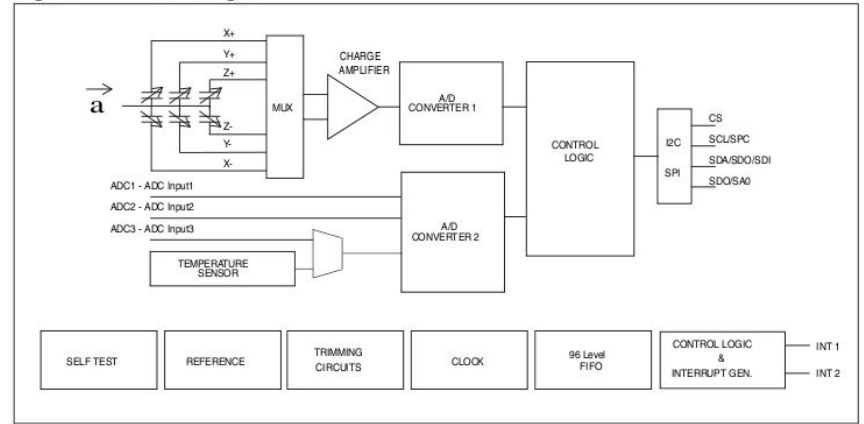 X+
Y+
Z+
CHARGE
AMPLIFIER
a
MUX
A/D
CONVERTER 1
Z-
Y-
X-
CONTROL
LOGIC
I2C
SPI
CS
SCL/SPC
SDA/SDO/SDI
SDO/SA0
ADC1 - ADC Input1
ADC2 - ADC Input2
ADC3 - ADC Input3
A/D
CONVERTER 2
TEMPERATURE
SENSOR
SELF TEST
REFERENCE
TRIMMING
CIRCUITS
CLOCK
96 Level
FIFO
CONTROL LOGIC
&
INTERRUPT GEN.
INT 1
INT 2